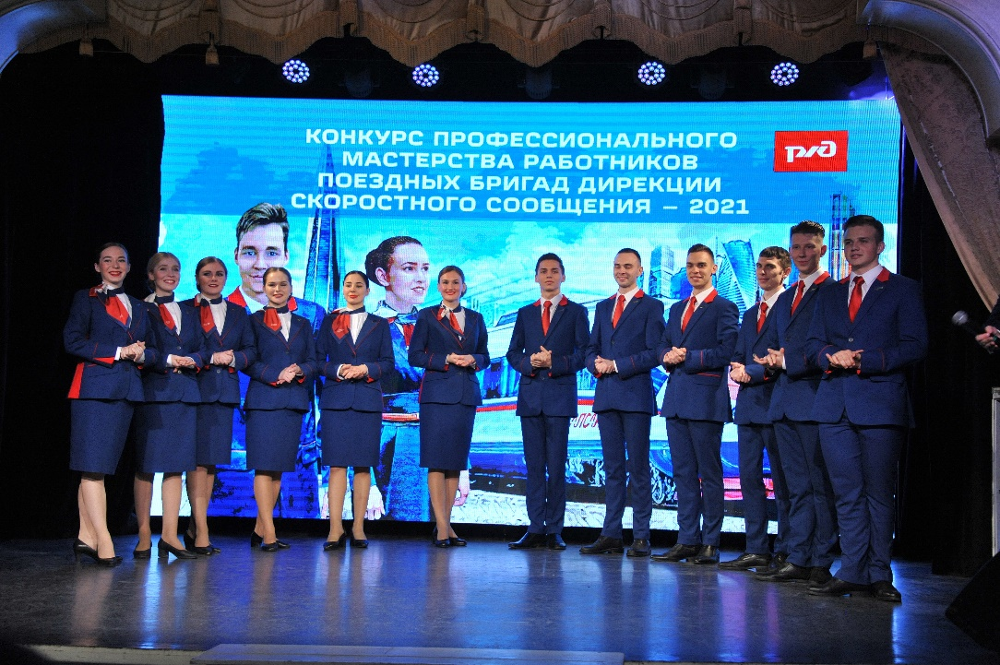 КОНКУРС ПРОФЕССИОНАЛЬНОГО
МАСТЕРСТВА РАБОТНИКОВ
ПОЕЗДНЫХ БРИГАД ДИРЕКЦИИ
СКОРОСТНОГО СООБЩЕНИЯ – 2021
РЖД